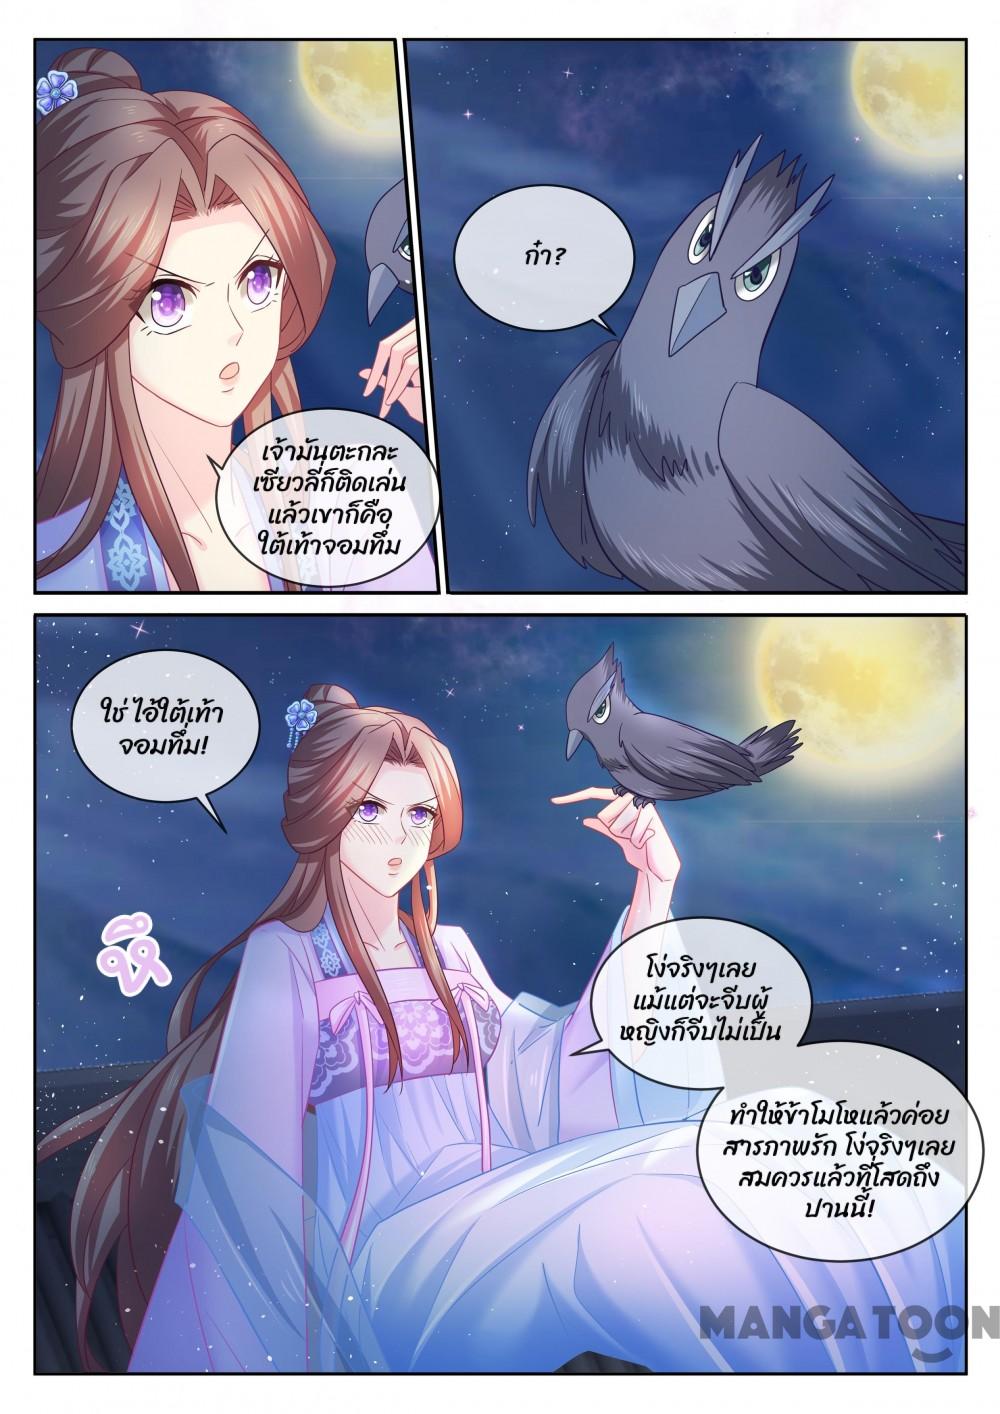 เจ้ามันตะกละ
เซียวลี่ก็ติดเล่น
แล้วเขาก็คือ
ใต้เท้าจอมทึ่ม
ก๋า?
ใช่ ไอ้ใต้เท้า
จอมทึ่ม!
หึ
โง่จริงๆเลย
แม้แต่จะจีบผู้
หญิงก็จีบไม่เป็น
ทำให้ข้าโมโหแล้วค่อย
สารภาพรัก โง่จริงๆเลย
สมควรแล้วที่โสดถึง
ปานนี้!
MANGATOON